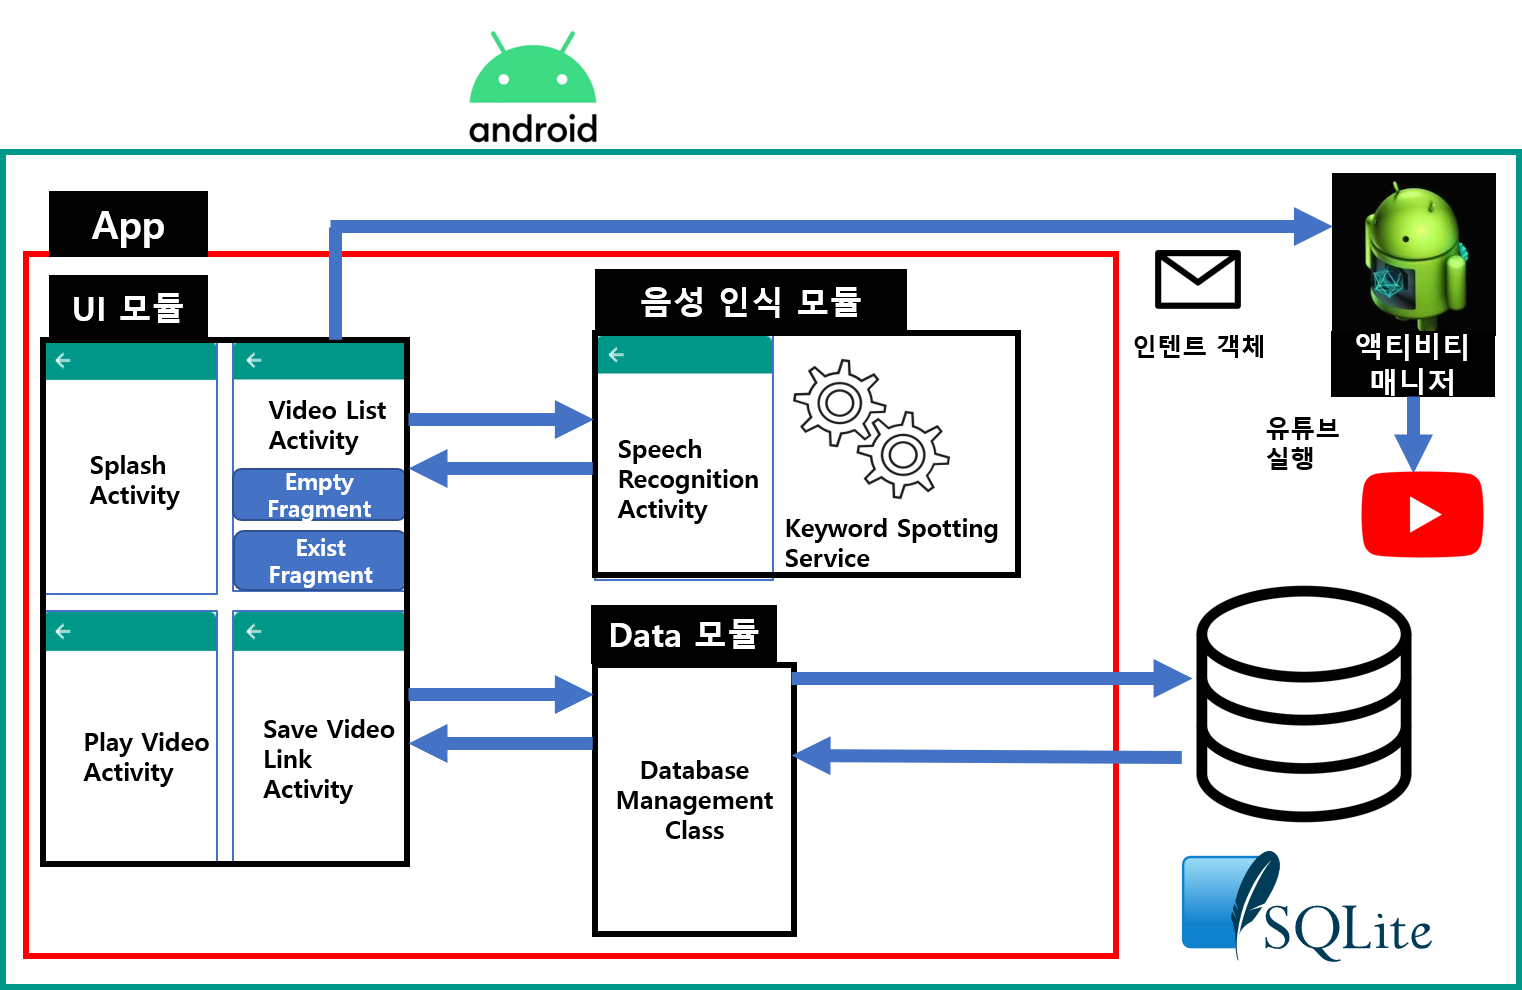 android
App
UI 모듈
음성 인식 모듈
인텐트 객체
액티비티
매니저
Video List
Activity
Splash
Activity
Empty
Fragment
Exist
Fragment
Speech
Recognition
Activity
Keyword Spotting
Service
유튜브
실행
Data 모듈
Play Video
Activity
Save Video
Link
Activity
Database
Management
Class
SQLite